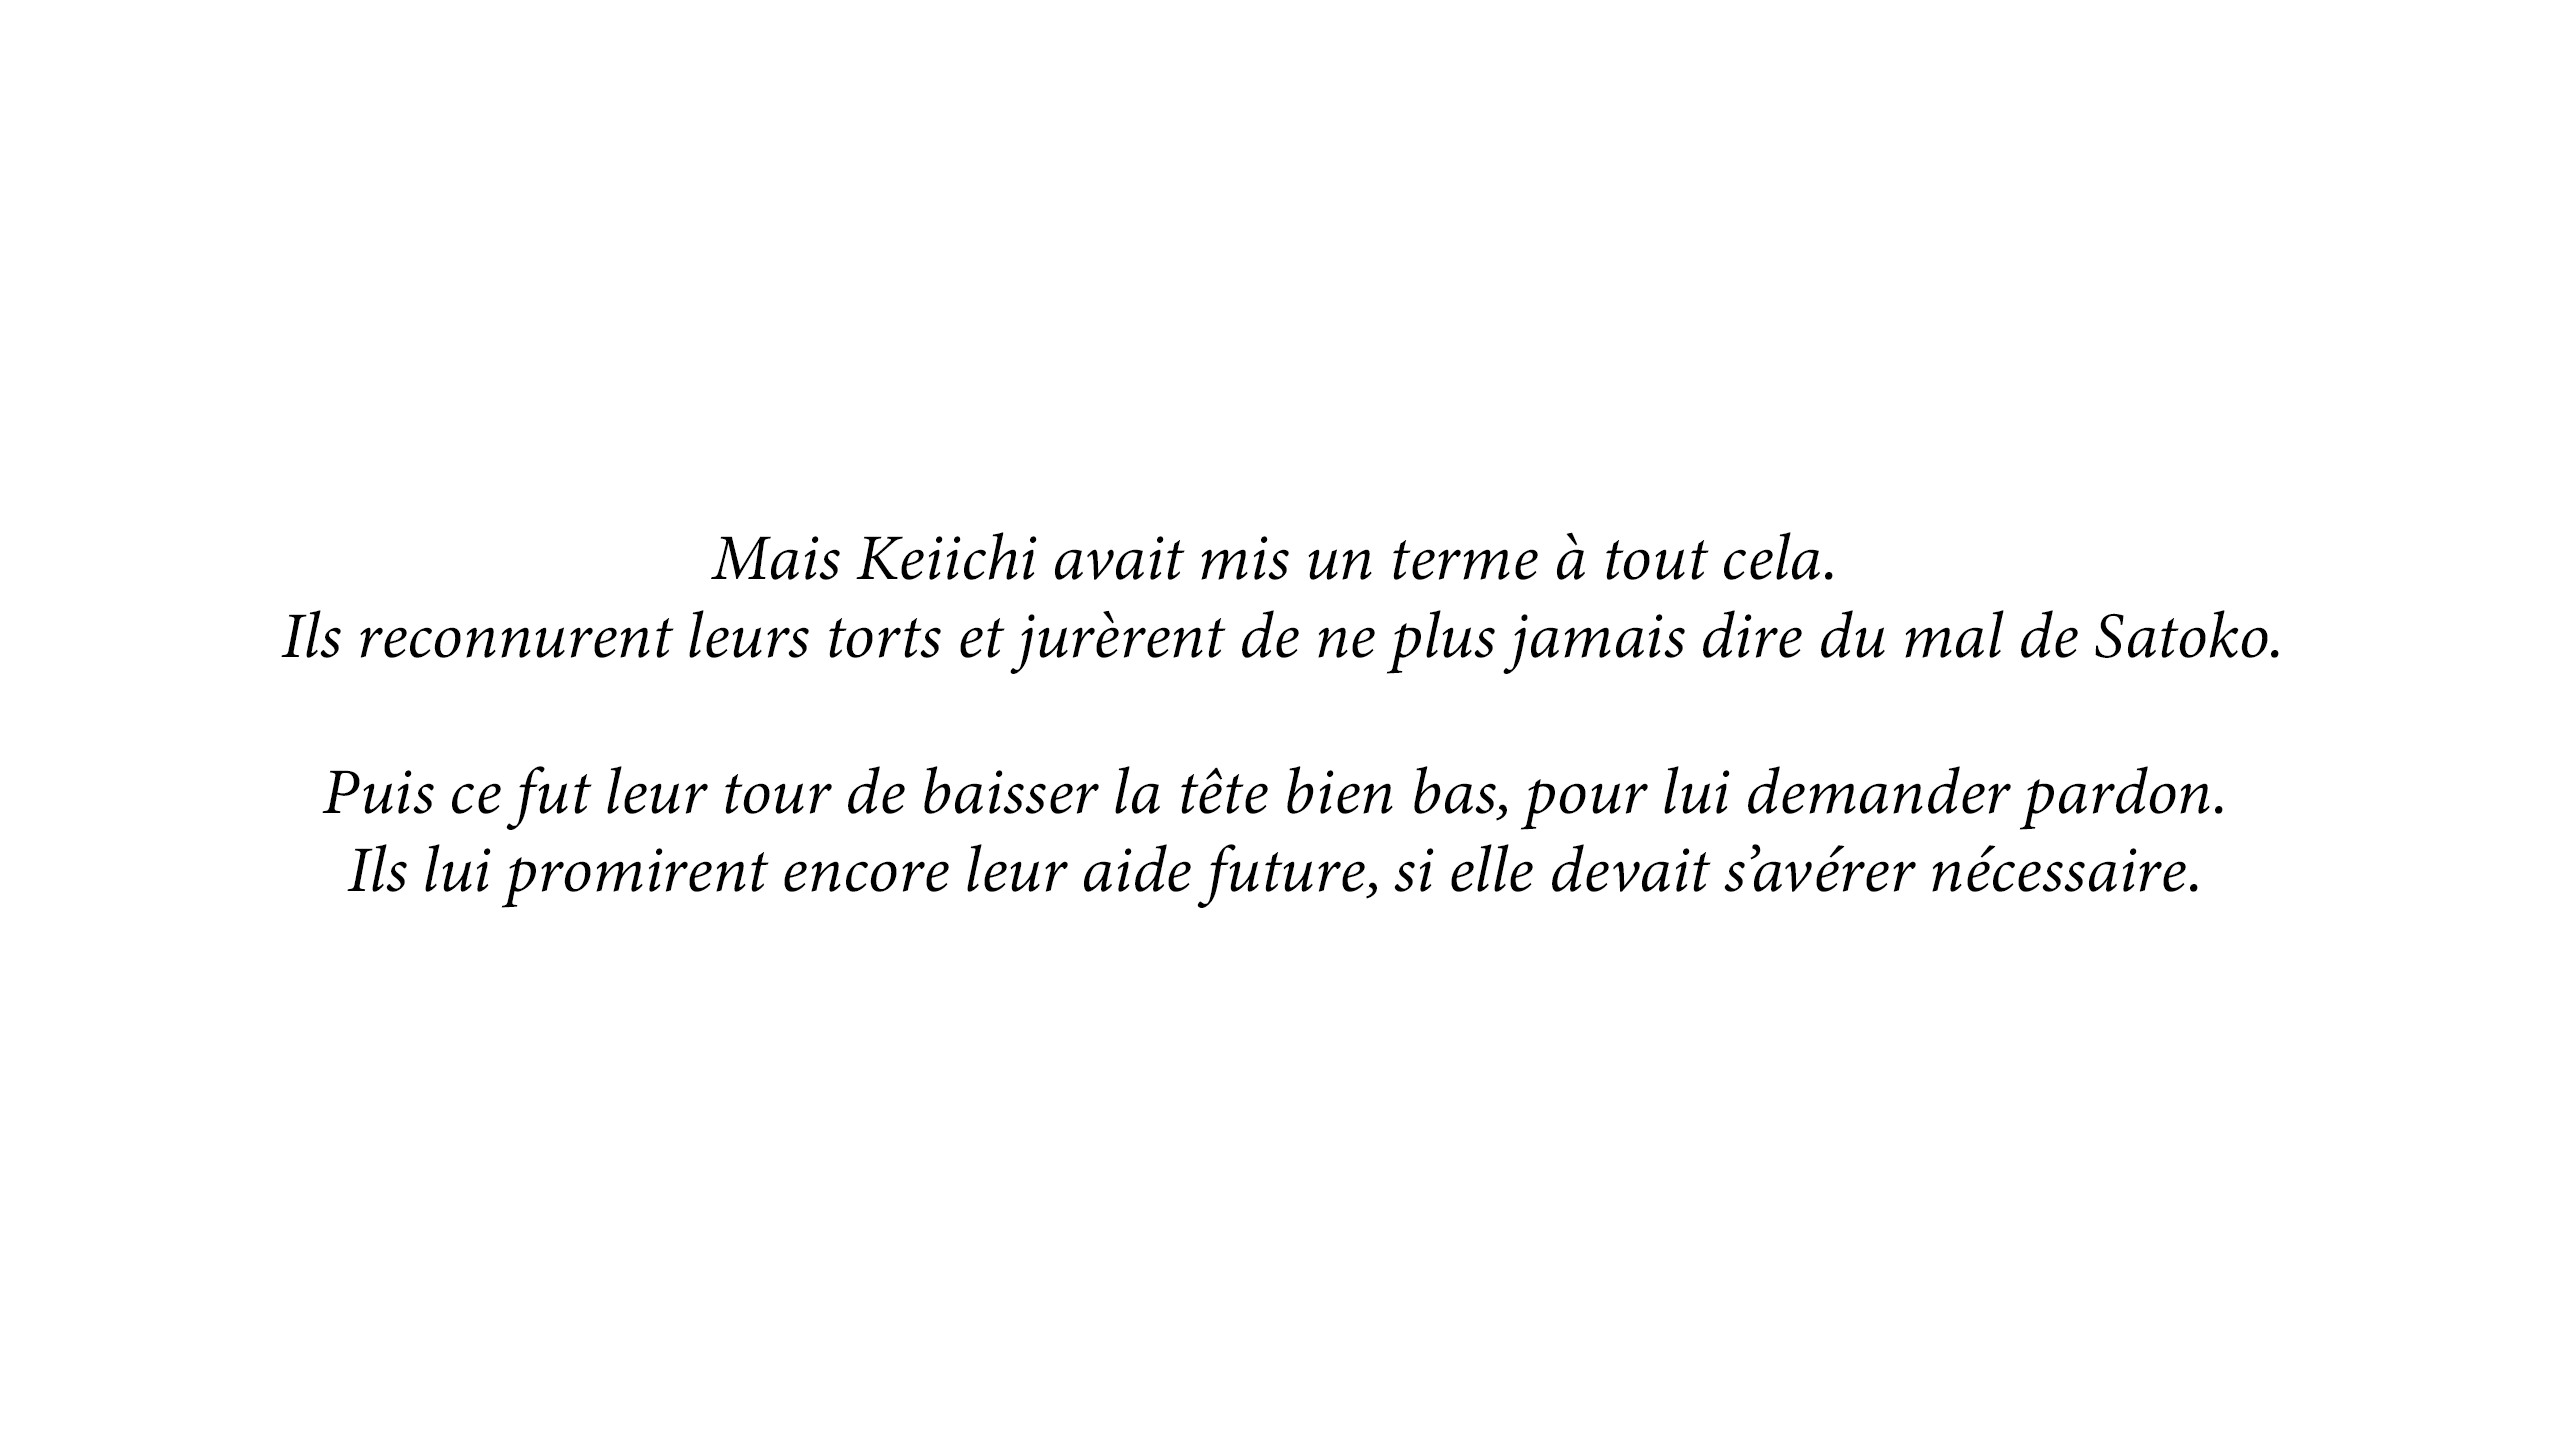 Mais Keiichi avait mis un terme à tout cela.
Ils reconnurent leurs torts et jurèrent de ne plus jamais dire du mal de Satoko.
Puis ce fut leur tour de baisser la tête bien bas, pour lui demander pardon.
Ils lui promirent encore leur aide future, si elle devait s’avérer nécessaire.